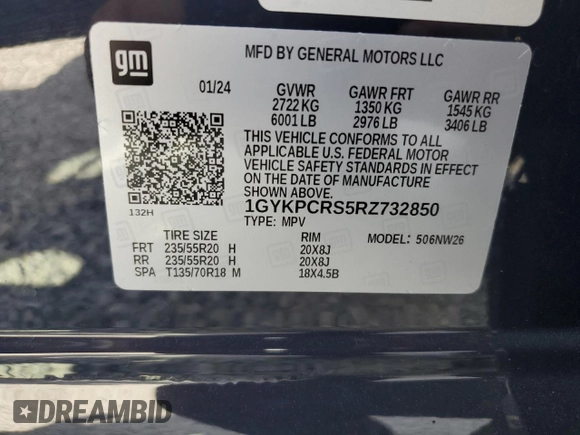 gm
MFD BY GENERAL MOTORS LLC
01/24 GVWR GAWR FRT GAWR RR
2722 KG 1350 KG 1545 KG
6001 LB 2976 LB 3406 LB
THIS VEHICLE CONFORMS TO ALL
APPLICABLE U.S. FEDERAL MOTOR
VEHICLE SAFETY STANDARDS IN EFFECT
ON THE DATE OF MANUFACTURE
SHOWN ABOVE.
132H
1GYKPCRS5RZ732850
TYPE: MPV MODEL: 506NW26
TIRE SIZE RIM
FRT 235/55R20 H 20X8J
RR 235/55R20 H 20X8J
SPA T135/70R18 M 18X4.5B
DREAMBID